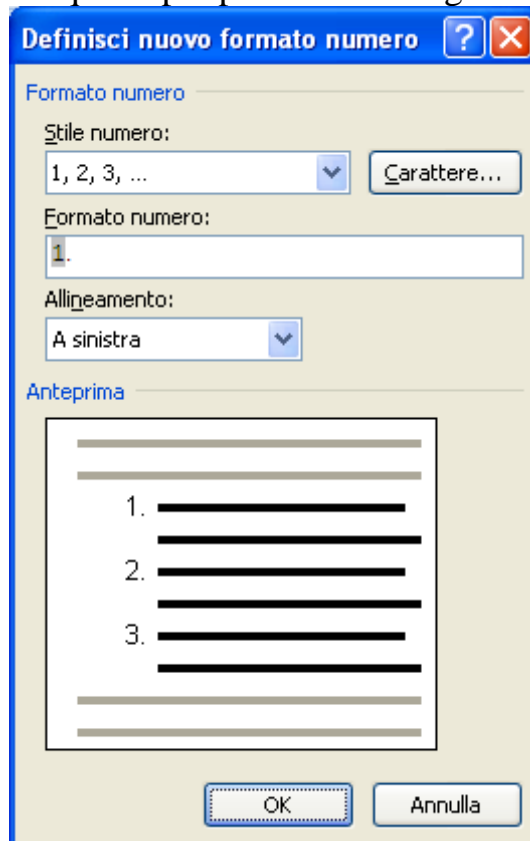 Definisci nuovo formato numero
Formato numero
Stile numero:
1, 2, 3, ...
Carattere...
Formato numero:
1.
Allineamento:
A sinistra
Anteprima
1.
2.
3.
OK
Annulla